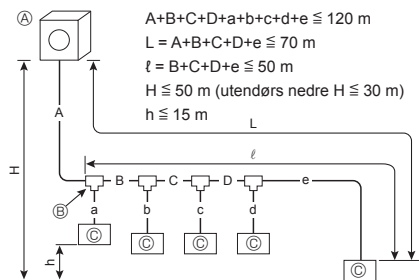 Ⓐ
A+B+C+D+a+b+c+d+e ≦ 120 m
L = A+B+C+D+e ≦ 70 m
ℓ = B+C+D+e ≦ 50 m
H ≦ 50 m (utendørs nedre H ≦ 30 m)
h ≦ 15 m
A
L
H
ℓ
B C D e
Ⓑ a b c d
Ⓒ Ⓒ Ⓒ Ⓒ
h
Ⓒ